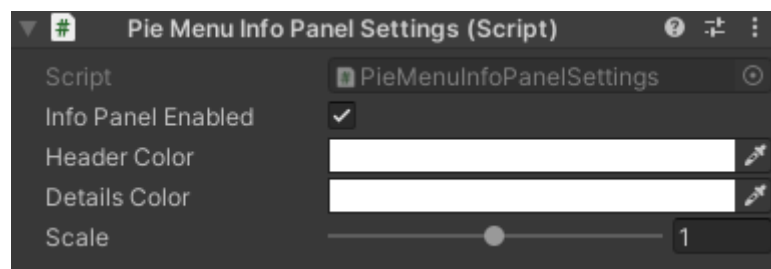 # Pie Menu Info Panel Settings (Script)
Script # PieMenuInfoPanelSettings
Info Panel Enabled
Header Color
Details Color
Scale 1